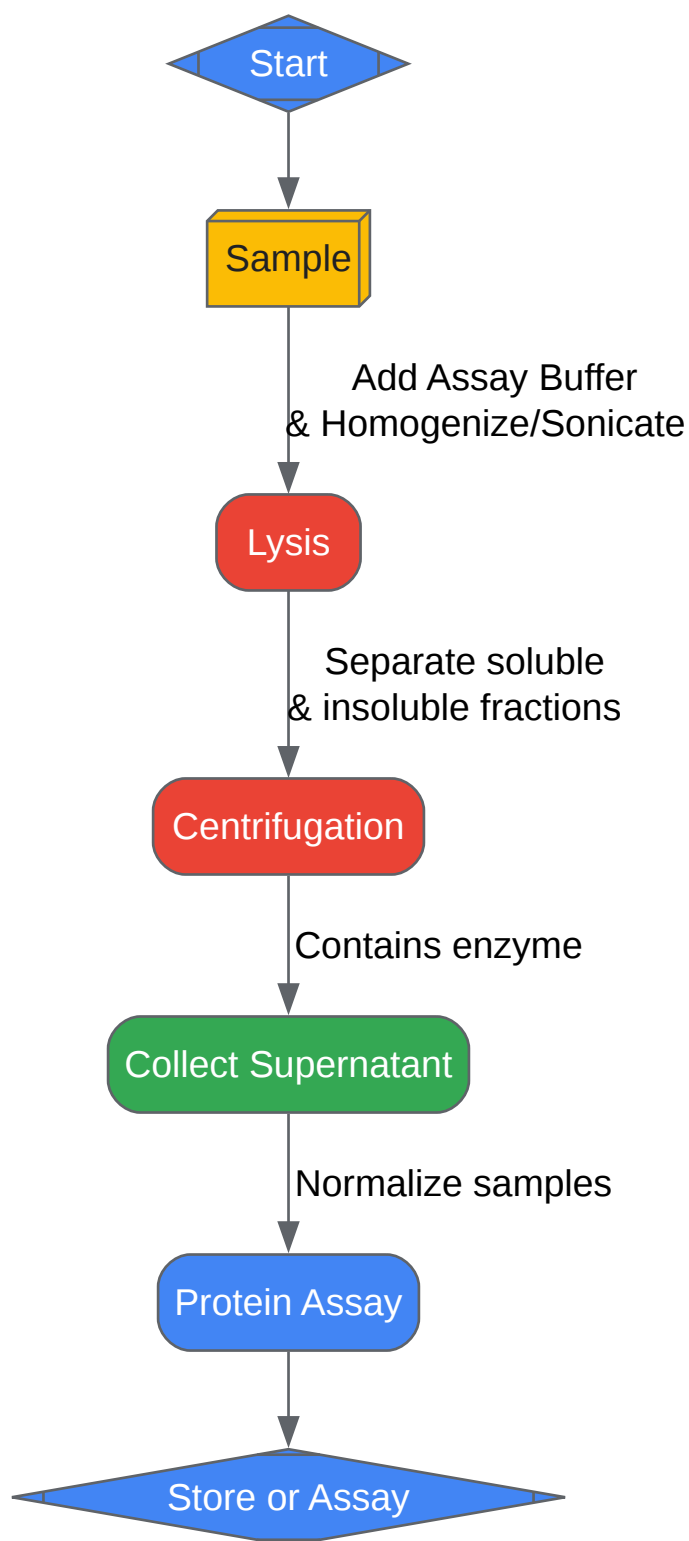 Start
Sample
Add Assay Buffer
& Homogenize/Sonicate
Lysis
Separate soluble
& insoluble fractions
Centrifugation
Contains enzyme
Collect Supernatant
Normalize samples
Protein Assay
Store or Assay